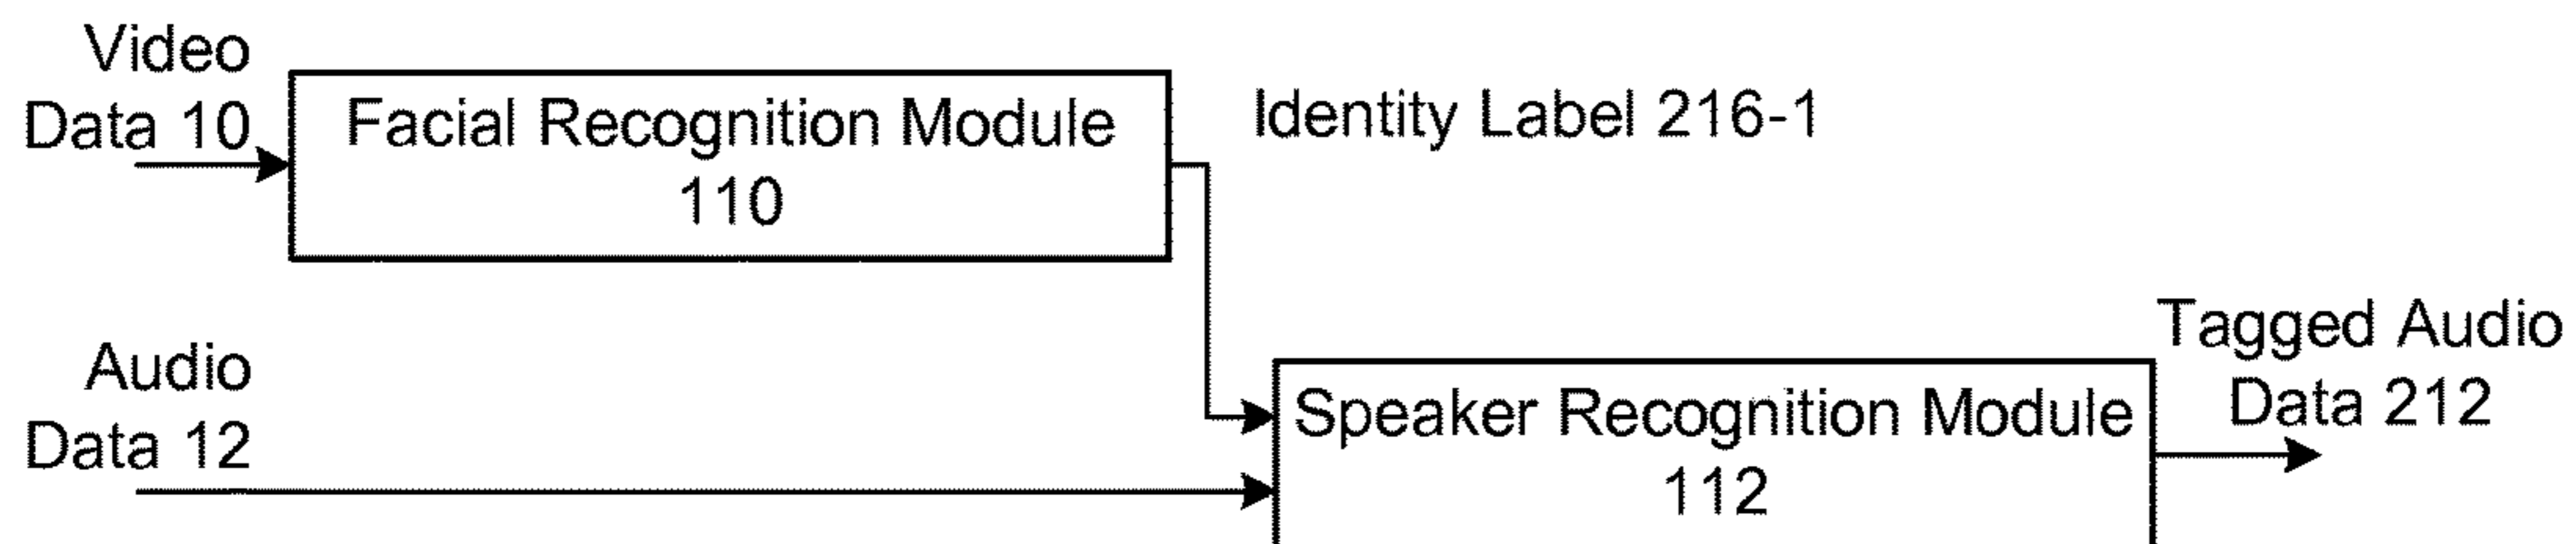 Video
Data 10
Facial Recognition Module
110
Identity Label 216-1
Audio
Data 12
Speaker Recognition Module
112
Tagged Audio
Data 212